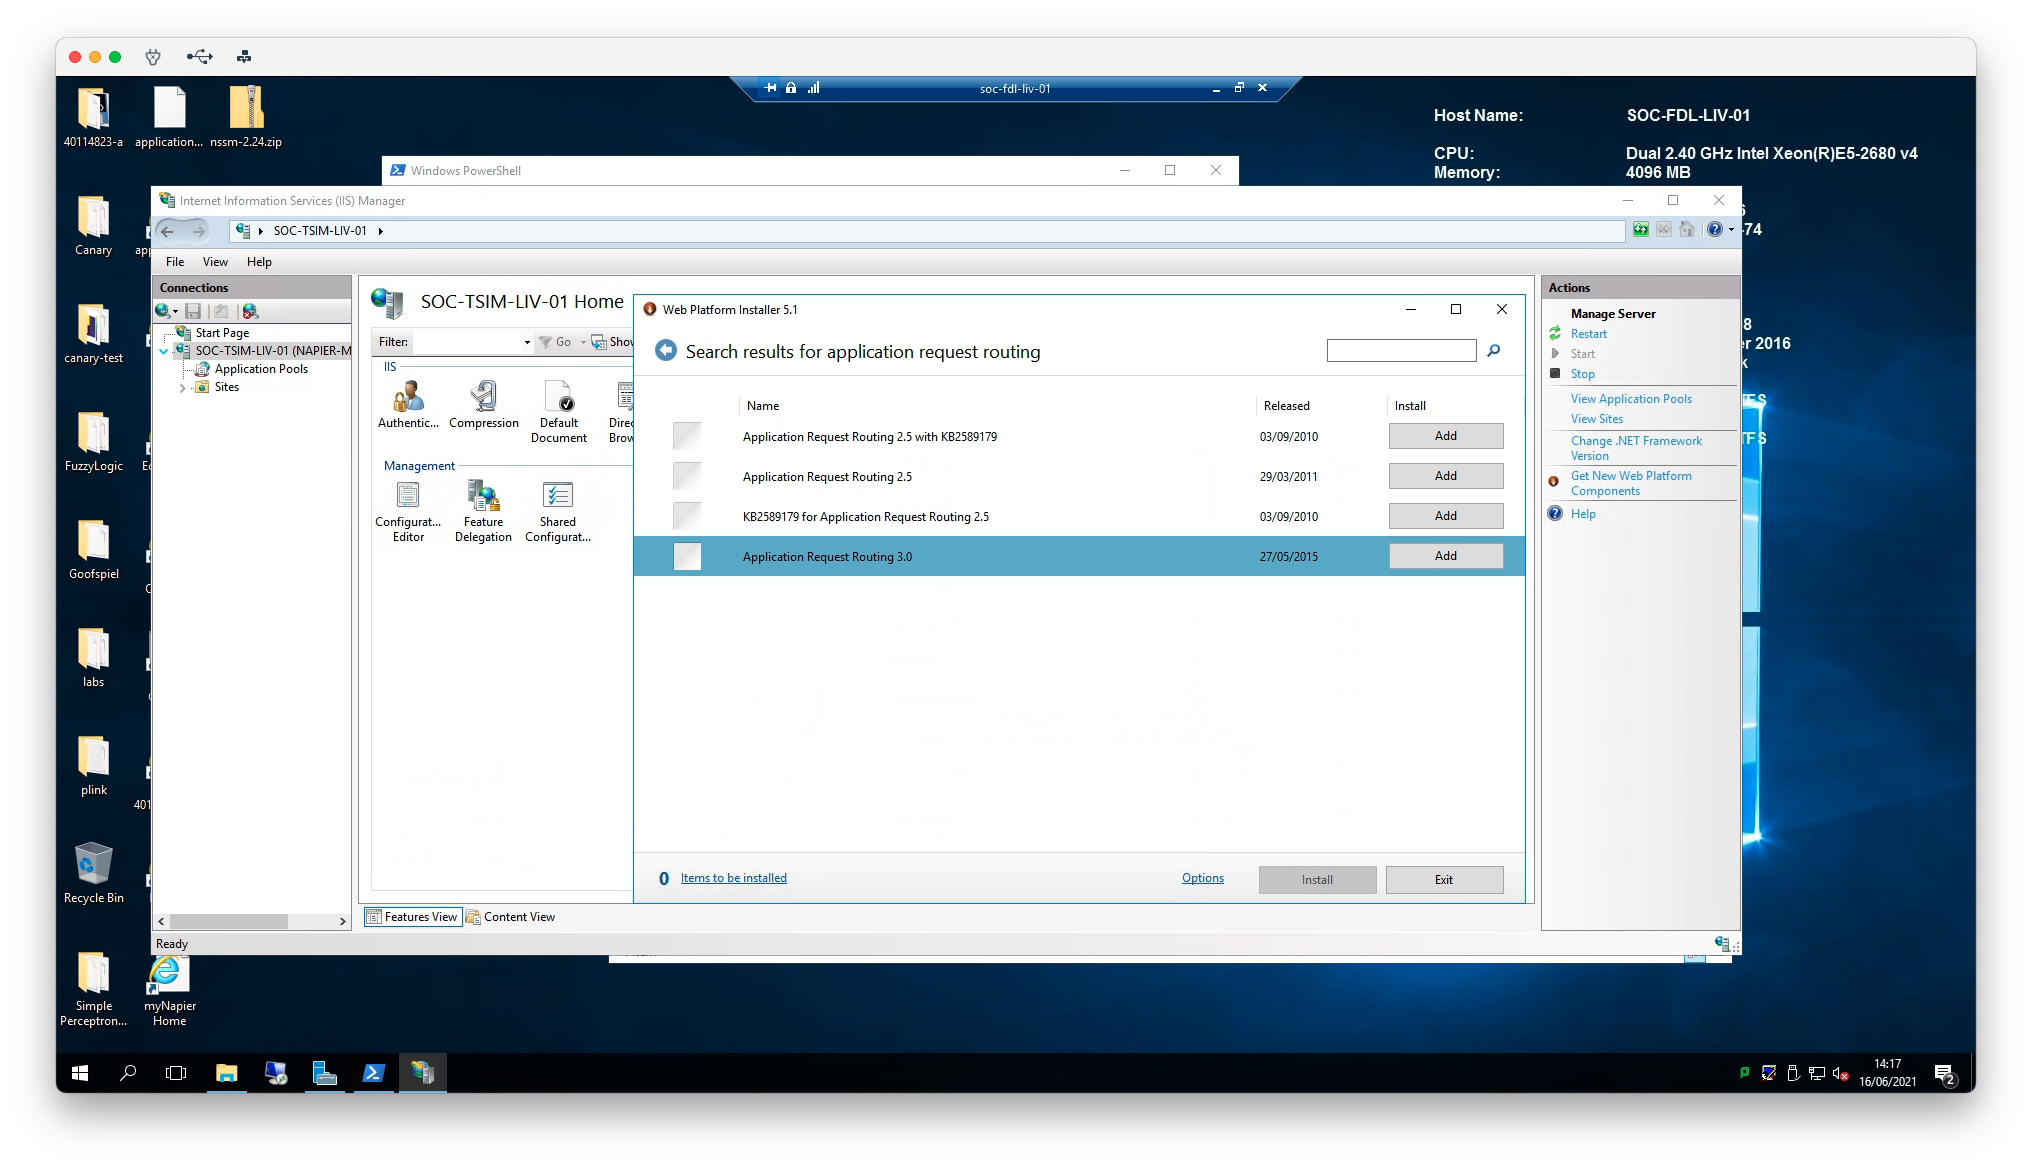 soc-fdl-liv-01
Host Name: SOC-FDL-LIV-01
CPU: Dual 2.40 GHz Intel Xeon(R)E5-2680 v4
Memory: 4096 MB
-74
r 2016
40114823-a
application...
nssm-2.24.zip
Canary
canary-test
FuzzyLogic
Goofspiel
labs
plink
401
Recycle Bin
Simple
Perceptron...
myNapier
Home
Windows PowerShell
Internet Information Services (IIS) Manager
SOC-TSIM-LIV-01
File View Help
Connections
Start Page
SOC-TSIM-LIV-01 (NAPIER-M
Application Pools
Sites
SOC-TSIM-LIV-01 Home
Filter: Go Show
IIS
Authentic...
Compression
Default
Document
Direc
Brow
Management
Configurat...
Editor
Feature
Delegation
Shared
Configurat...
Features View Content View
Ready
Web Platform Installer 5.1
Search results for application request routing
Name Released Install
Application Request Routing 2.5 with KB2589179 03/09/2010 Add
Application Request Routing 2.5 29/03/2011 Add
KB2589179 for Application Request Routing 2.5 03/09/2010 Add
Application Request Routing 3.0 27/05/2015 Add
0 Items to be installed Options Install Exit
Actions
Manage Server
Restart
Start
Stop
View Application Pools
View Sites
Change .NET Framework
Version
Get New Web Platform
Components
Help
14:17
16/06/2021
2